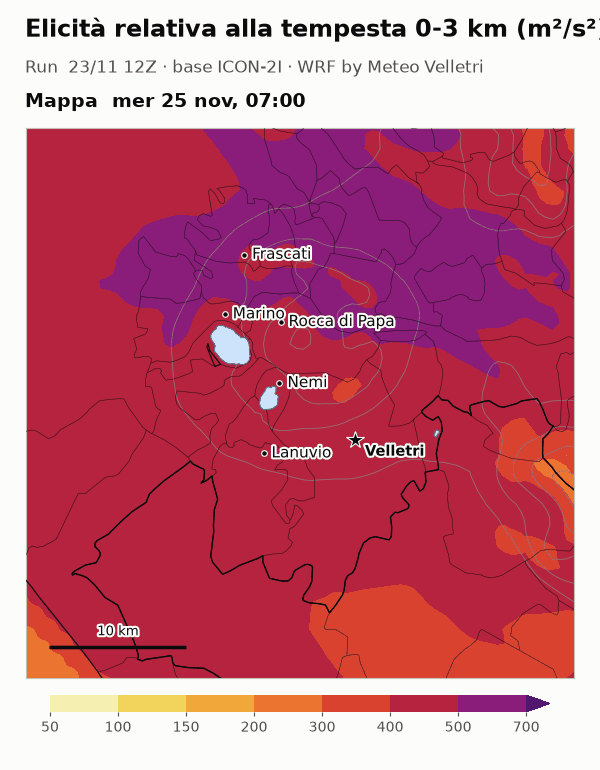 Elicità relativa alla tempesta 0-3 km (m²/s²)
Run  23/11 12Z · base ICON-2I · WRF by Meteo Velletri
Mappa  mer 25 nov, 07:00
Frascati
Marino
Rocca di Papa
Nemi
Velletri
Lanuvio
10 km
50 100 150 200 300 400 500 700